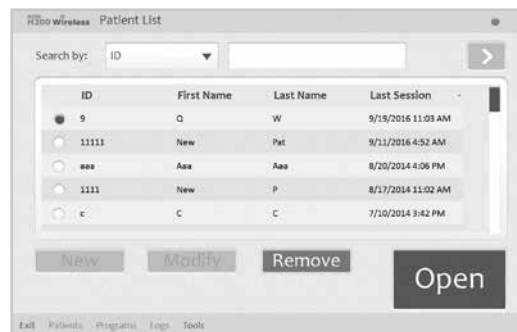 H200 Wireless Patient List
Search by: ID
ID First Name Last Name Last Session
9 Q W 9/19/2016 11:03 AM
11111 New Pat 9/11/2016 4:52 AM
aaa Aaa Aaa 8/20/2014 4:06 PM
1111 New P 8/17/2014 11:02 AM
c C C 7/10/2014 3:42 PM
New Modify Remove Open
Exit Patients Programs Logs Tools